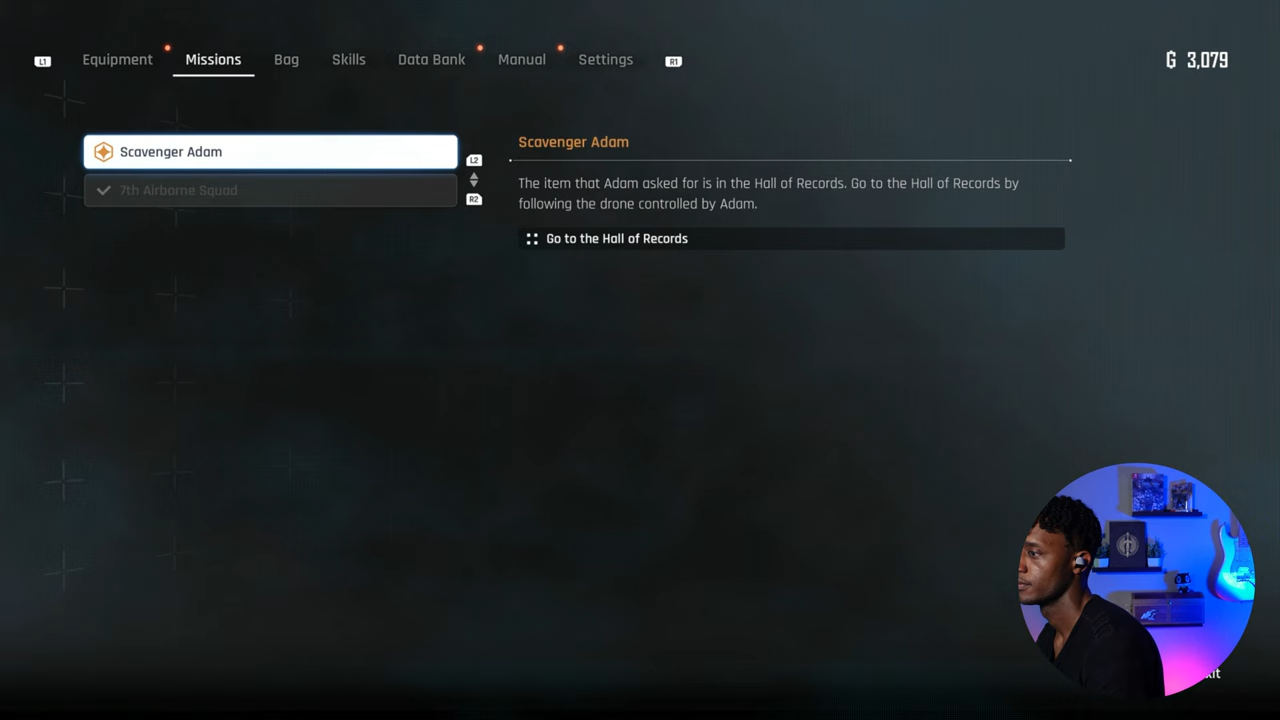 L1 Equipment Missions Bag Skills Data Bank Manual Settings R1 3,079
Scavenger Adam
7th Airborne Squad
L2
R2
Scavenger Adam
The item that Adam asked for is in the Hall of Records. Go to the Hall of Records by
following the drone controlled by Adam.
Go to the Hall of Records